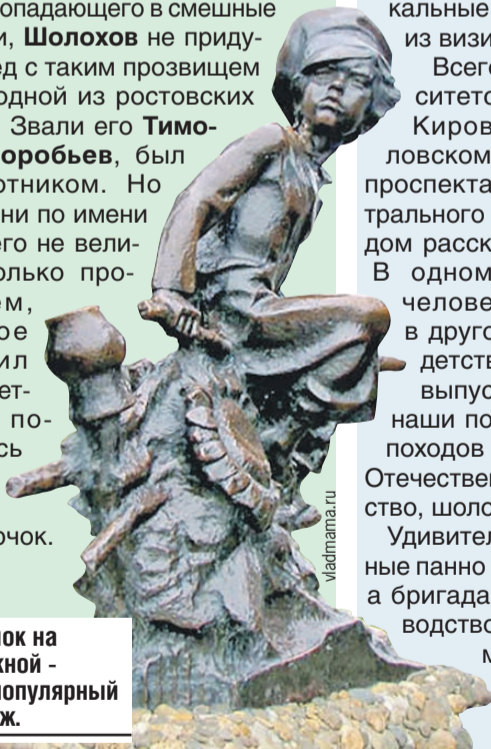 опадающего в смешные
и, Шолохов не приду-
ед с таким прозвищем
одной из ростовских
Звали его Тимо-
оробьев, был
отником. Но
ни по имени
его не вели-
олько про-
ем,
ое
ил
ет-
по-
сь
очок.
ок на
жной -
популярный
ж.
vladmama.ru
кальные
из визи
Всего
ситето
Киров
ловском
проспекта
трального
дом расск
В одном
челове
в друго
детств
выпус
наши по
походов
Отечествен
ство, шоло
Удивител
ные панно
а бригада
водство
м